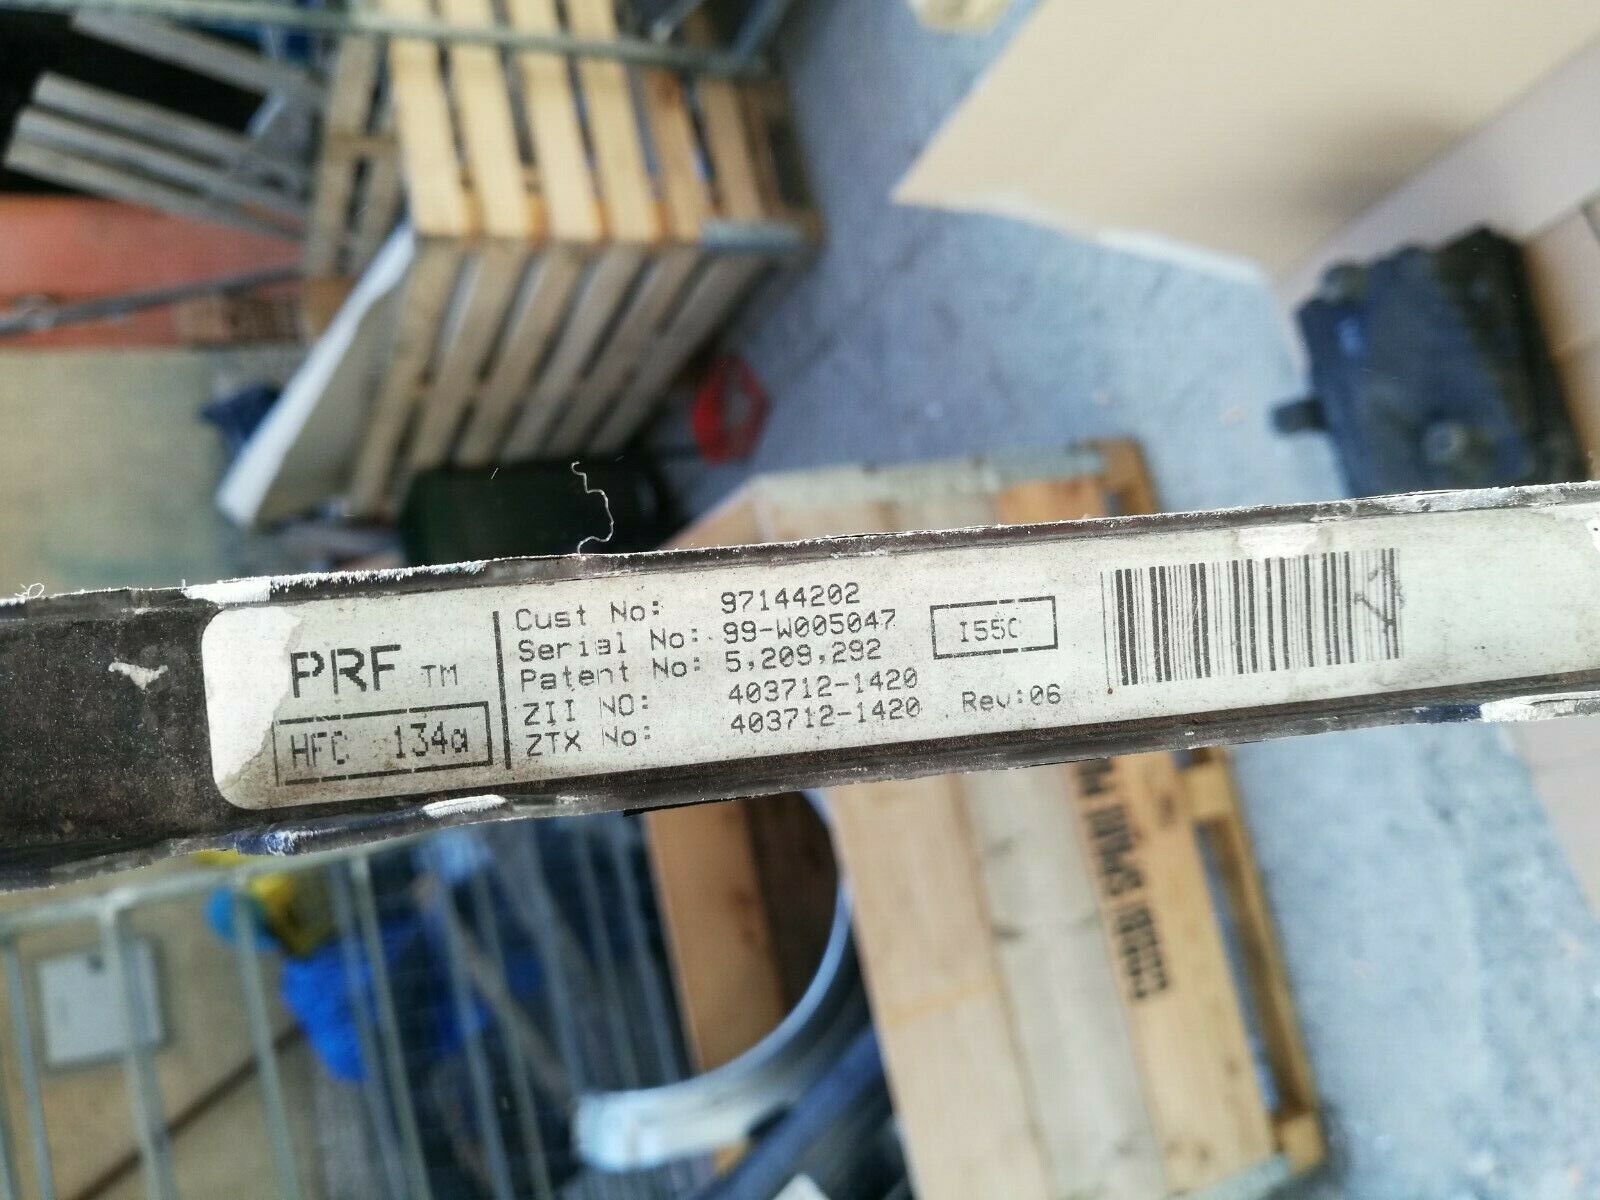 PRF TM
HFC 134a
Cust No: 97144202
Serial No: 99-W005047
Patent No: 5,209,292
ZII NO: 403712-1420
ZTX No: 403712-1420
I55C
Rev:06